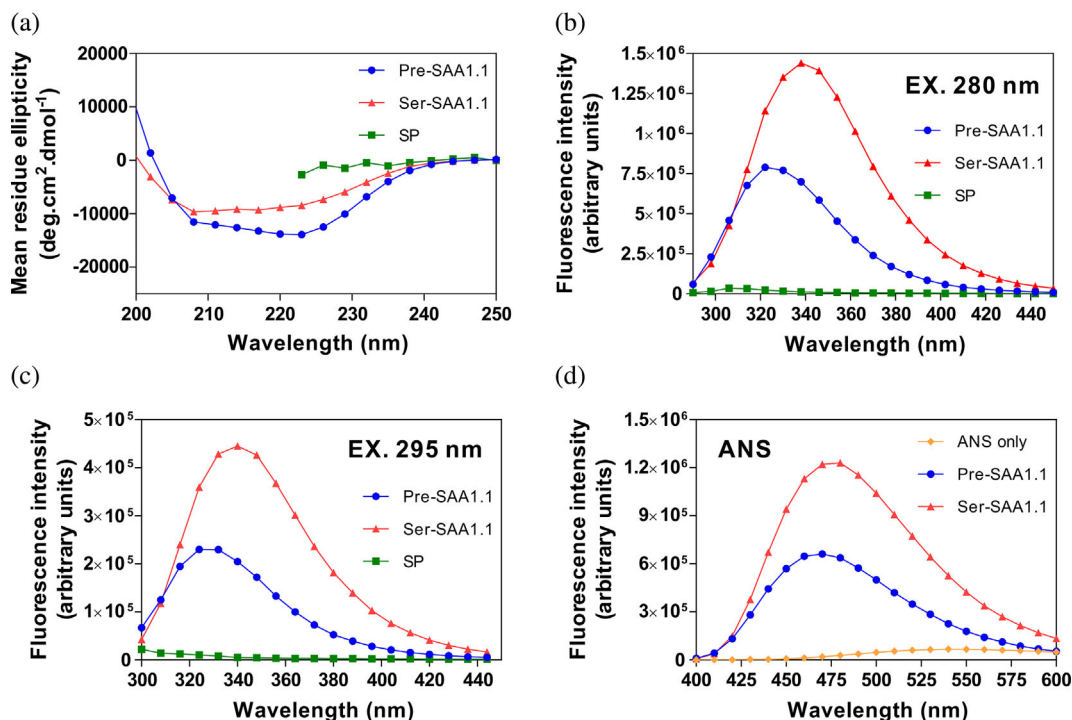 (a)
Mean residue ellipticity
(deg.cm².dmol⁻¹)
20000
10000
0
-10000
-20000
200
210
220
230
240
250
Wavelength (nm)
Pre-SAA1.1
Ser-SAA1.1
SP
(b)
Fluorescence intensity
(arbitrary units)
1.5×10⁶
1.3×10⁶
1.0×10⁶
7.5×10⁵
5.0×10⁵
2.5×10⁵
0
300
320
340
360
380
400
420
440
Wavelength (nm)
EX. 280 nm
Pre-SAA1.1
Ser-SAA1.1
SP
(c)
Fluorescence intensity
(arbitrary units)
5×10⁵
4×10⁵
3×10⁵
2×10⁵
1×10⁵
0
300
320
340
360
380
400
420
440
Wavelength (nm)
EX. 295 nm
Pre-SAA1.1
Ser-SAA1.1
SP
(d)
Fluorescence intensity
(arbitrary units)
1.5×10⁶
1.2×10⁶
9×10⁵
6×10⁵
3×10⁵
0
400
425
450
475
500
525
550
575
600
Wavelength (nm)
ANS
ANS only
Pre-SAA1.1
Ser-SAA1.1